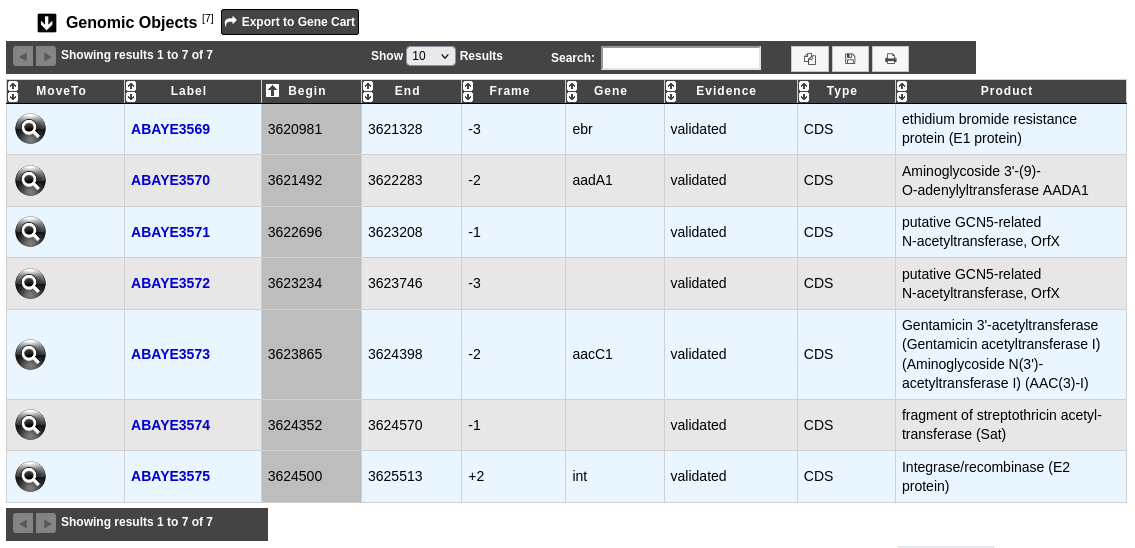 Genomic Objects [7] Export to Gene Cart
Showing results 1 to 7 of 7 Show 10 Results Search:
MoveTo Label Begin End Frame Gene Evidence Type Product
ABAYE3569 3620981 3621328 -3 ebr validated CDS ethidium bromide resistance
protein (E1 protein)
ABAYE3570 3621492 3622283 -2 aadA1 validated CDS Aminoglycoside 3'-(9)-
O-adenylyltransferase AADA1
ABAYE3571 3622696 3623208 -1 validated CDS putative GCN5-related
N-acetyltransferase, OrfX
ABAYE3572 3623234 3623746 -3 validated CDS putative GCN5-related
N-acetyltransferase, OrfX
ABAYE3573 3623865 3624398 -2 aacC1 validated CDS Gentamicin 3'-acetyltransferase
(Gentamicin acetyltransferase I)
(Aminoglycoside N(3')-
acetyltransferase I) (AAC(3)-I)
ABAYE3574 3624352 3624570 -1 validated CDS fragment of streptothricin acetyl-
transferase (Sat)
ABAYE3575 3624500 3625513 +2 int validated CDS Integrase/recombinase (E2
protein)
Showing results 1 to 7 of 7